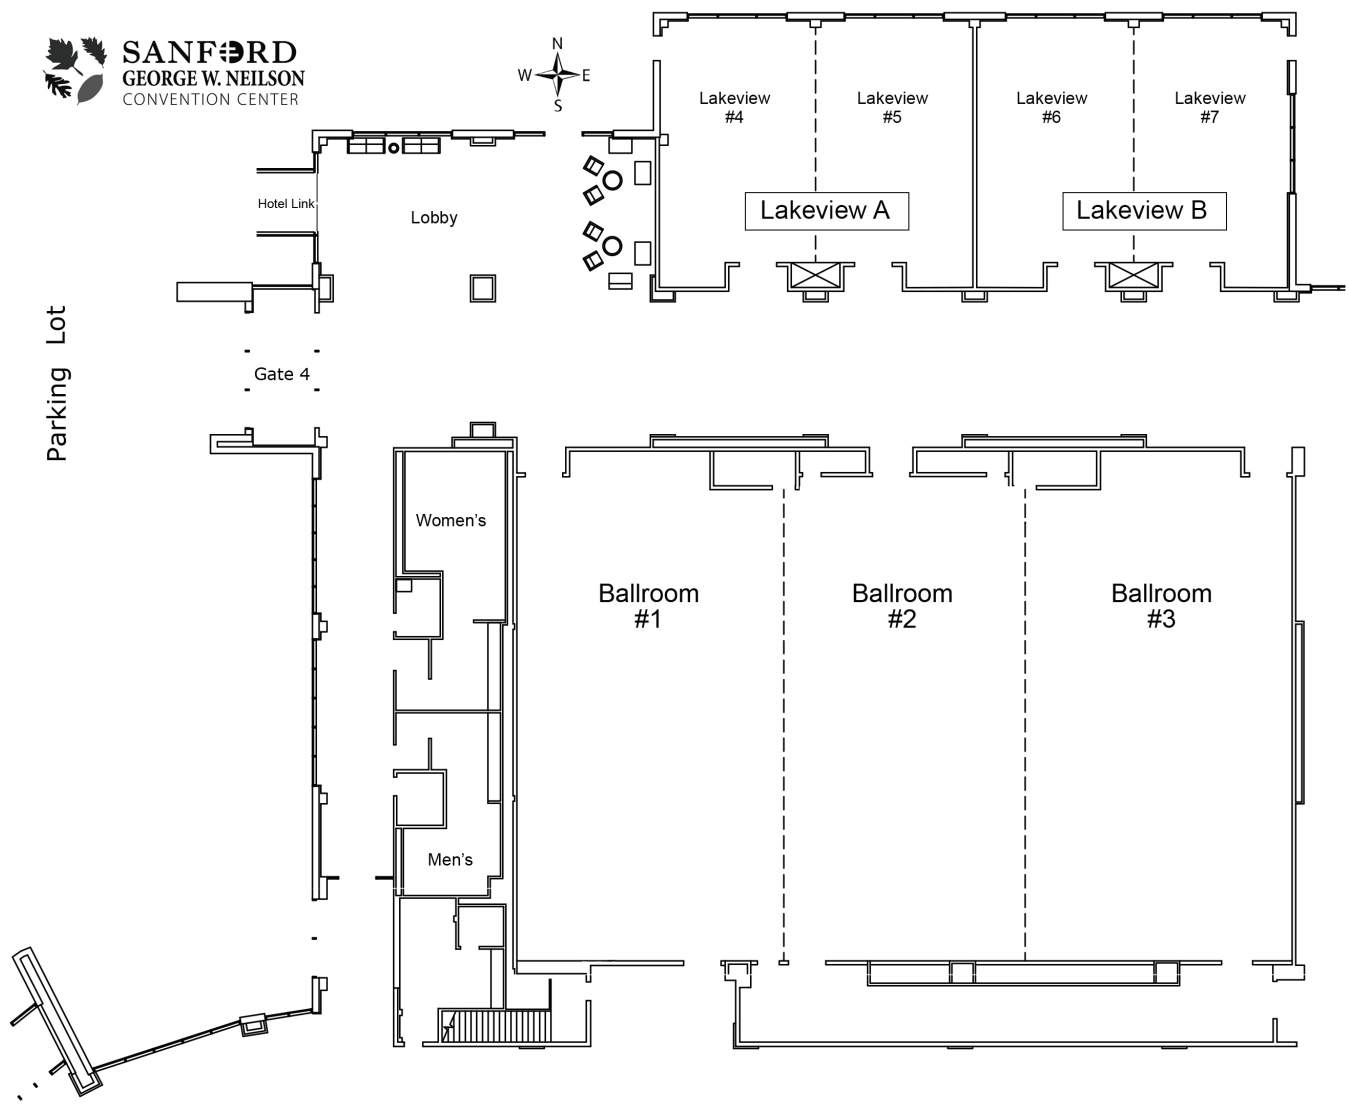 SANFORD
GEORGE W. NEILSON
CONVENTION CENTER
N
W E
S
Lakeview
#4
Lakeview
#5
Lakeview
#6
Lakeview
#7
Lakeview A
Lakeview B
Hotel Link
Lobby
Parking Lot
Gate 4
Women's
Ballroom
#1
Ballroom
#2
Ballroom
#3
Men's